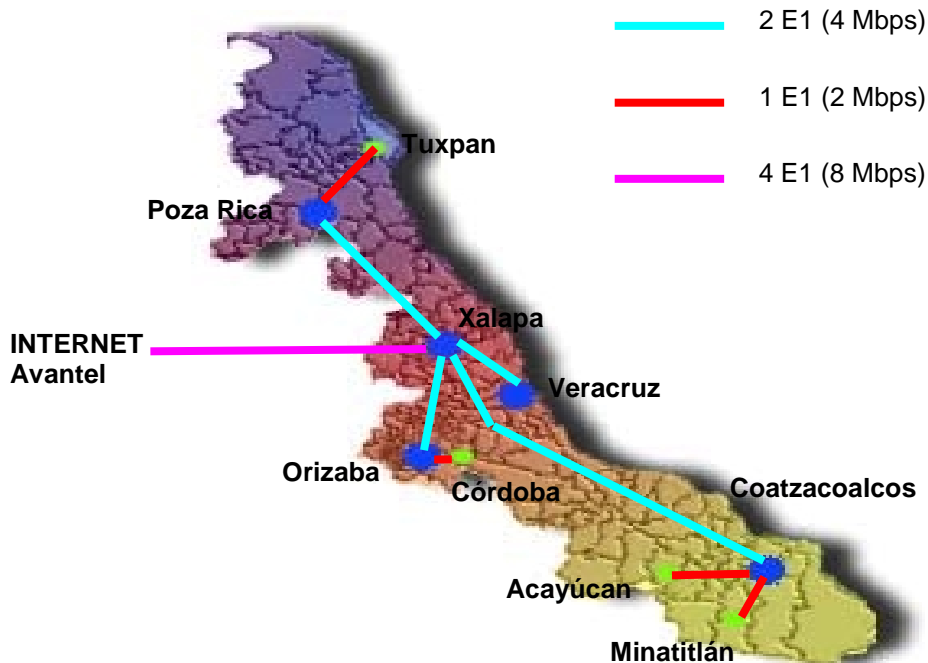 2 E1 (4 Mbps)
1 E1 (2 Mbps)
Tuxpan
4 E1 (8 Mbps)
Poza Rica
Xalapa
INTERNET
Avantel
Veracruz
Orizaba
Córdoba
Coatzacoalcos
Acayúcan
Minatitlán